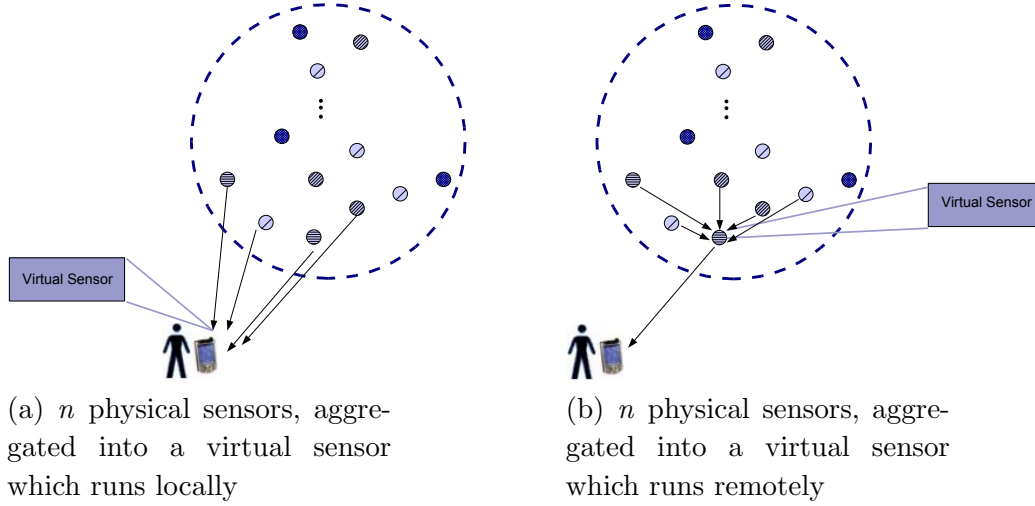 Virtual Sensor
Virtual Sensor
(a) n physical sensors, aggre-
gated into a virtual sensor
which runs locally
(b) n physical sensors, aggre-
gated into a virtual sensor
which runs remotely